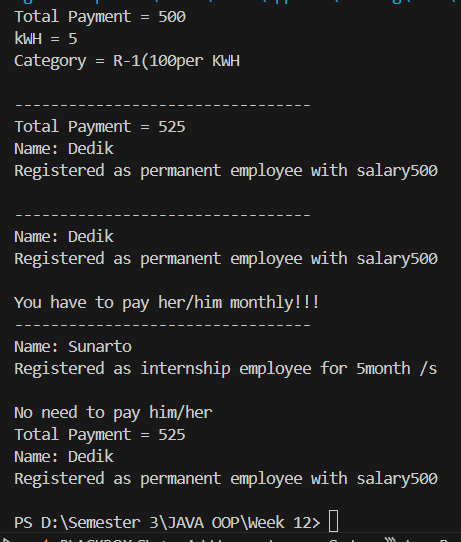 Total Payment = 500
kWH = 5
Category = R-1(100per KWH
--------------------------------
Total Payment = 525
Name: Dedik
Registered as permanent employee with salary500
--------------------------------
Name: Dedik
Registered as permanent employee with salary500
You have to pay her/him monthly!!!
--------------------------------
Name: Sunarto
Registered as internship employee for 5month /s
No need to pay him/her
Total Payment = 525
Name: Dedik
Registered as permanent employee with salary500
PS D:\Semester 3\JAVA OOP\Week 12>